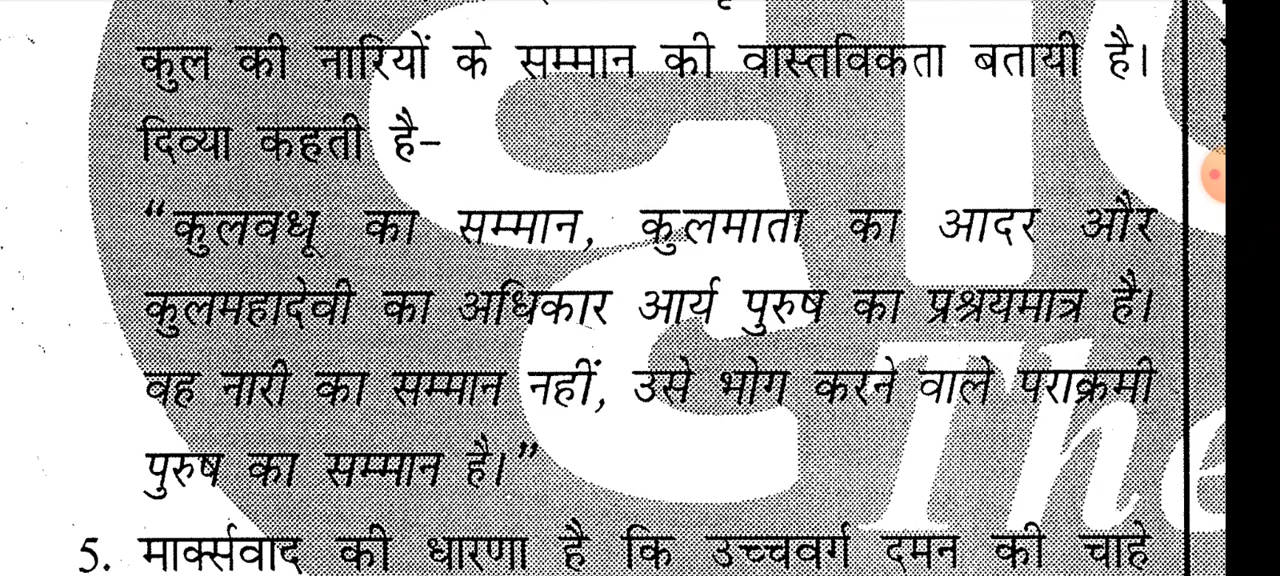 कुल की नारियों के सम्मान की वास्तविकता बतायी है।
दिव्या कहती है-
“कुलवधू का सम्मान, कुलमाता का आदर और
कुलमहादेवी का अधिकार आर्य पुरुष का प्रश्रयमात्र है।
वह नारी का सम्मान नहीं, उसे भोग करने वाले पराक्रमी
पुरुष का सम्मान है।”
5. मार्क्सवाद की धारणा है कि उच्चवर्ग दमन की चाहे
The